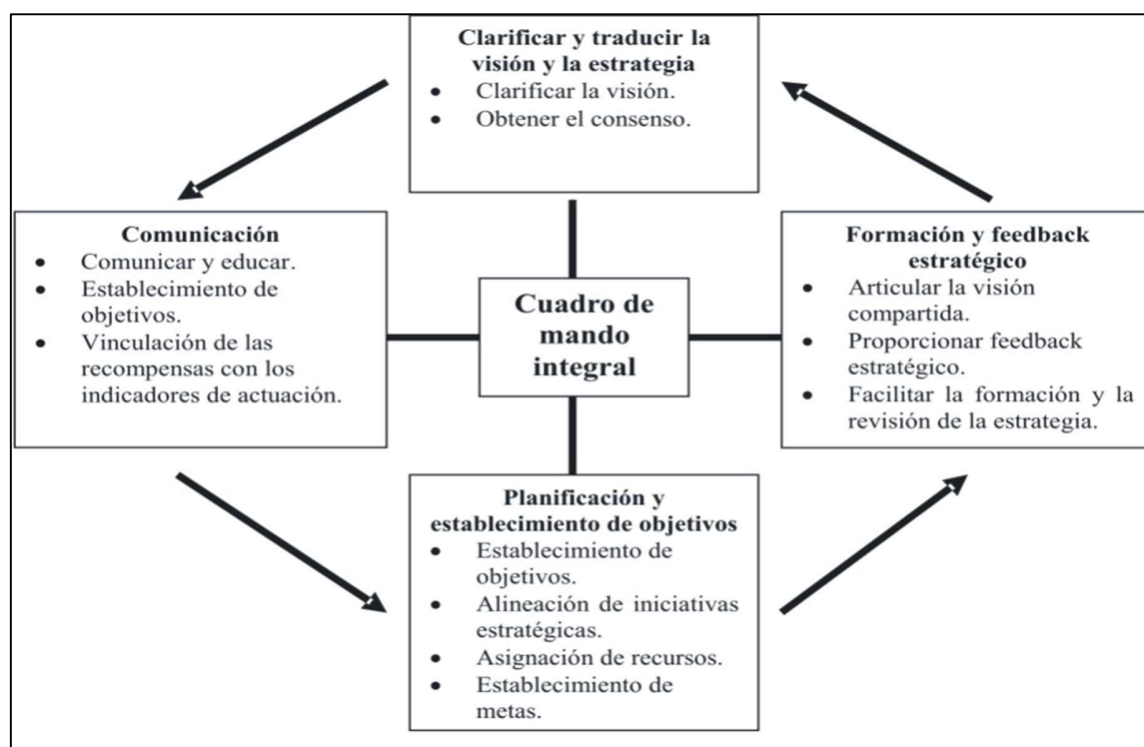 Clarificar y traducir la
visión y la estrategia
• Clarificar la visión.
• Obtener el consenso.
Comunicación
• Comunicar y educar.
• Establecimiento de
objetivos.
• Vinculación de las
recompensas con los
indicadores de actuación.
Cuadro de
mando
integral
Formación y feedback
estratégico
• Articular la visión
compartida.
• Proporcionar feedback
estratégico.
• Facilitar la formación y la
revisión de la estrategia.
Planificación y
establecimiento de objetivos
• Establecimiento de
objetivos.
• Alineación de iniciativas
estratégicas.
• Asignación de recursos.
• Establecimiento de
metas.